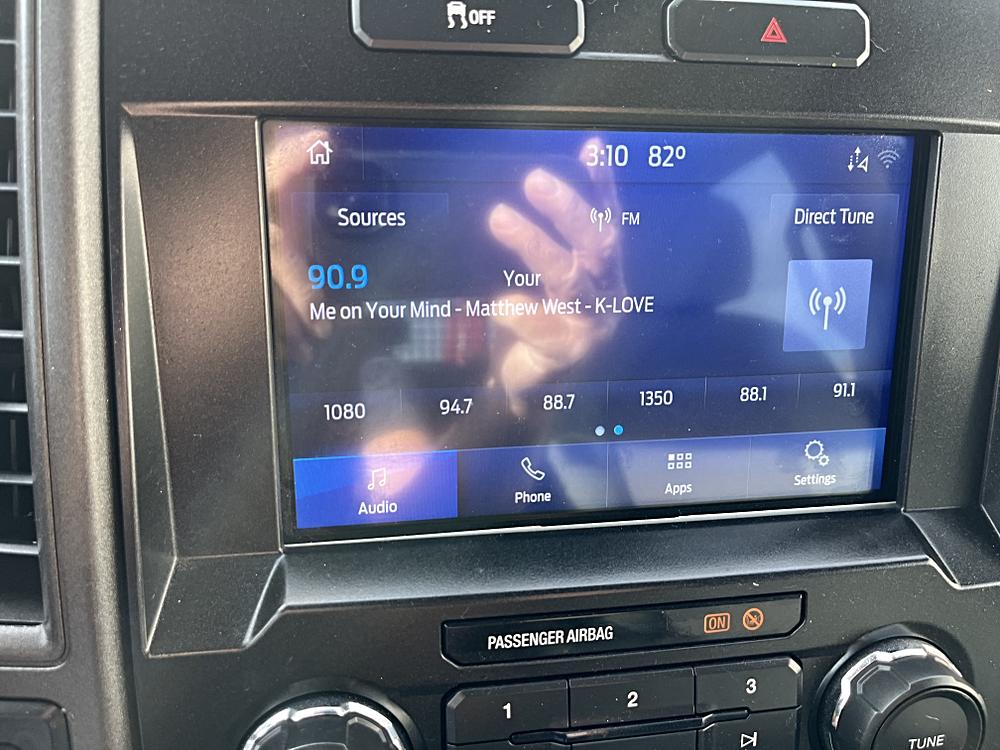 OFF
3:10 82°
Sources FM Direct Tune
90.9 Your
Me on Your Mind - Matthew West - K-LOVE
1080 94.7 88.7 1350 88.1 91.1
Audio Phone Apps Settings
PASSENGER AIRBAG ON
1 2 3
TUNE